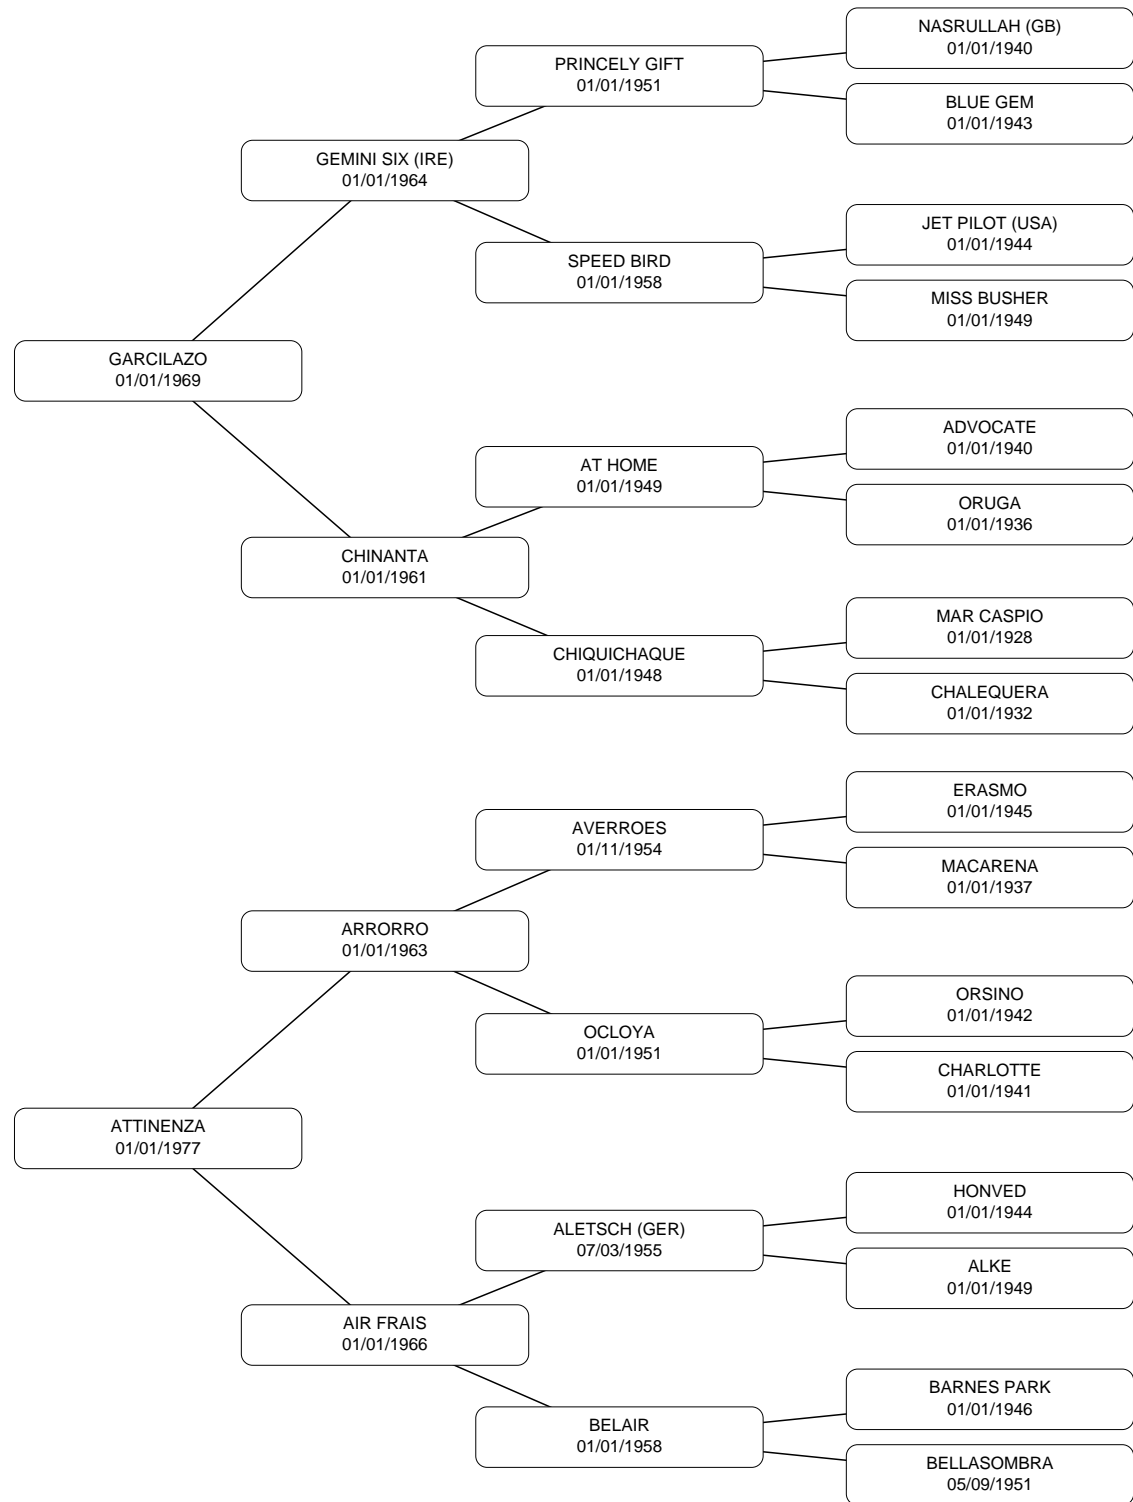 NASRULLAH (GB)
01/01/1940
PRINCELY GIFT
01/01/1951
BLUE GEM
01/01/1943
GEMINI SIX (IRE)
01/01/1964
JET PILOT (USA)
01/01/1944
SPEED BIRD
01/01/1958
MISS BUSHER
01/01/1949
GARCILAZO
01/01/1969
ADVOCATE
01/01/1940
AT HOME
01/01/1949
ORUGA
01/01/1936
CHINANTA
01/01/1961
MAR CASPIO
01/01/1928
CHIQUICHAQUE
01/01/1948
CHALEQUERA
01/01/1932
ERASMO
01/01/1945
AVERROES
01/11/1954
MACARENA
01/01/1937
ARRORRO
01/01/1963
ORSINO
01/01/1942
OCLOYA
01/01/1951
CHARLOTTE
01/01/1941
ATTINENZA
01/01/1977
HONVED
01/01/1944
ALETSCH (GER)
07/03/1955
ALKE
01/01/1949
AIR FRAIS
01/01/1966
BARNES PARK
01/01/1946
BELAIR
01/01/1958
BELLASOMBRA
05/09/1951